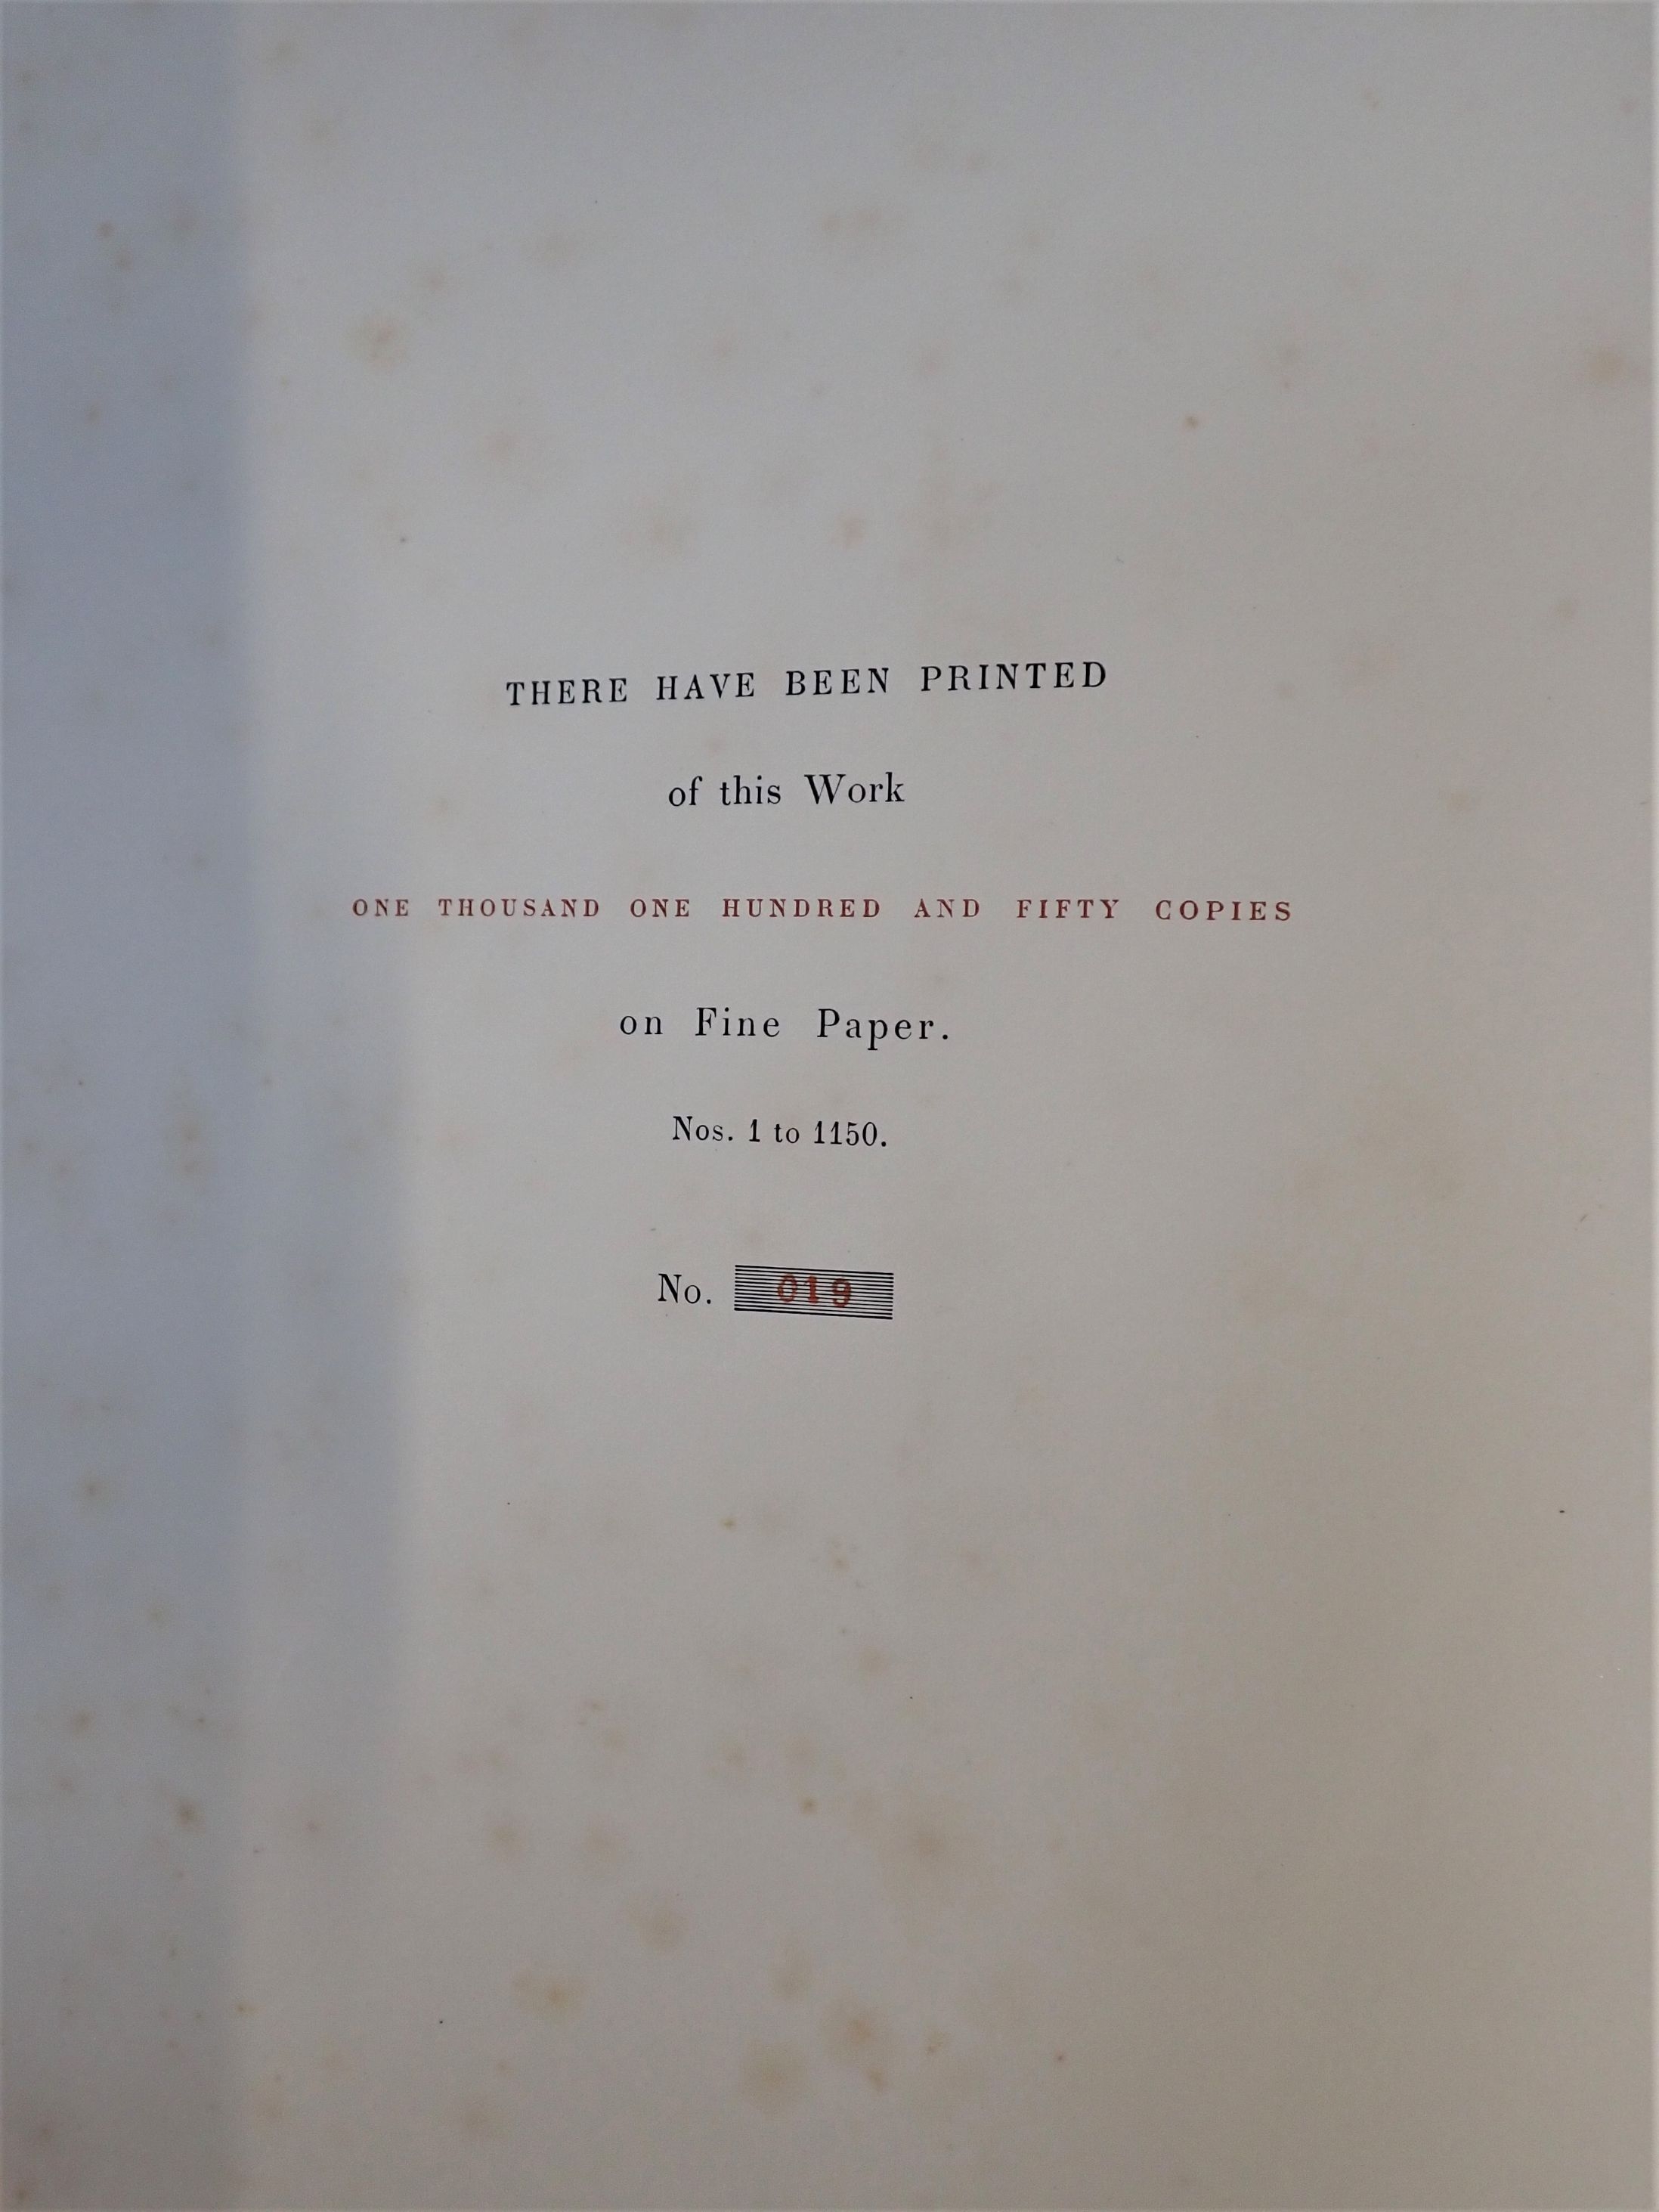 THERE HAVE BEEN PRINTED
of this Work
ONE THOUSAND ONE HUNDRED AND FIFTY COPIES
on Fine Paper.
Nos. 1 to 1150.
No. 019